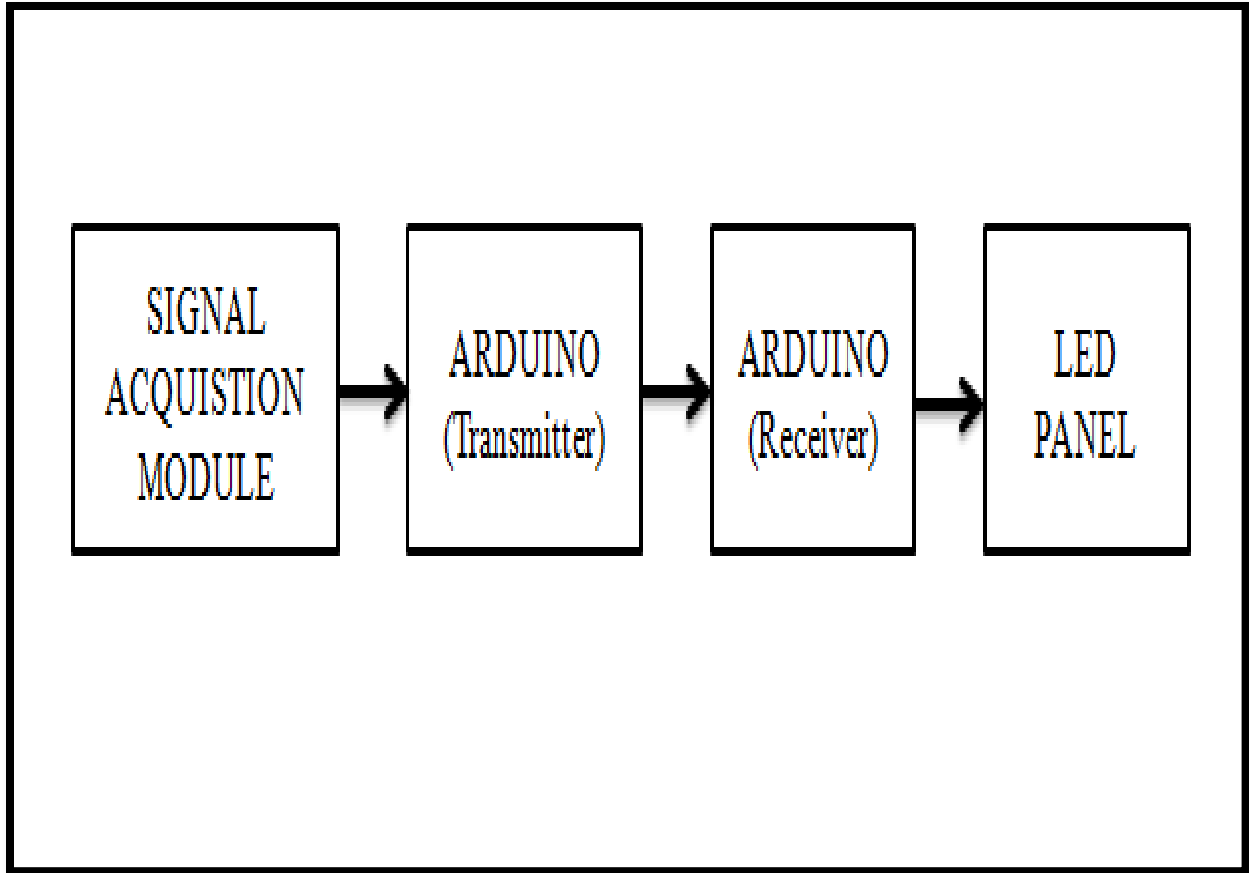 SIGNAL
ACQUISTION
MODULE
ARDUINO
(Transmitter)
ARDUINO
(Receiver)
LED
PANEL